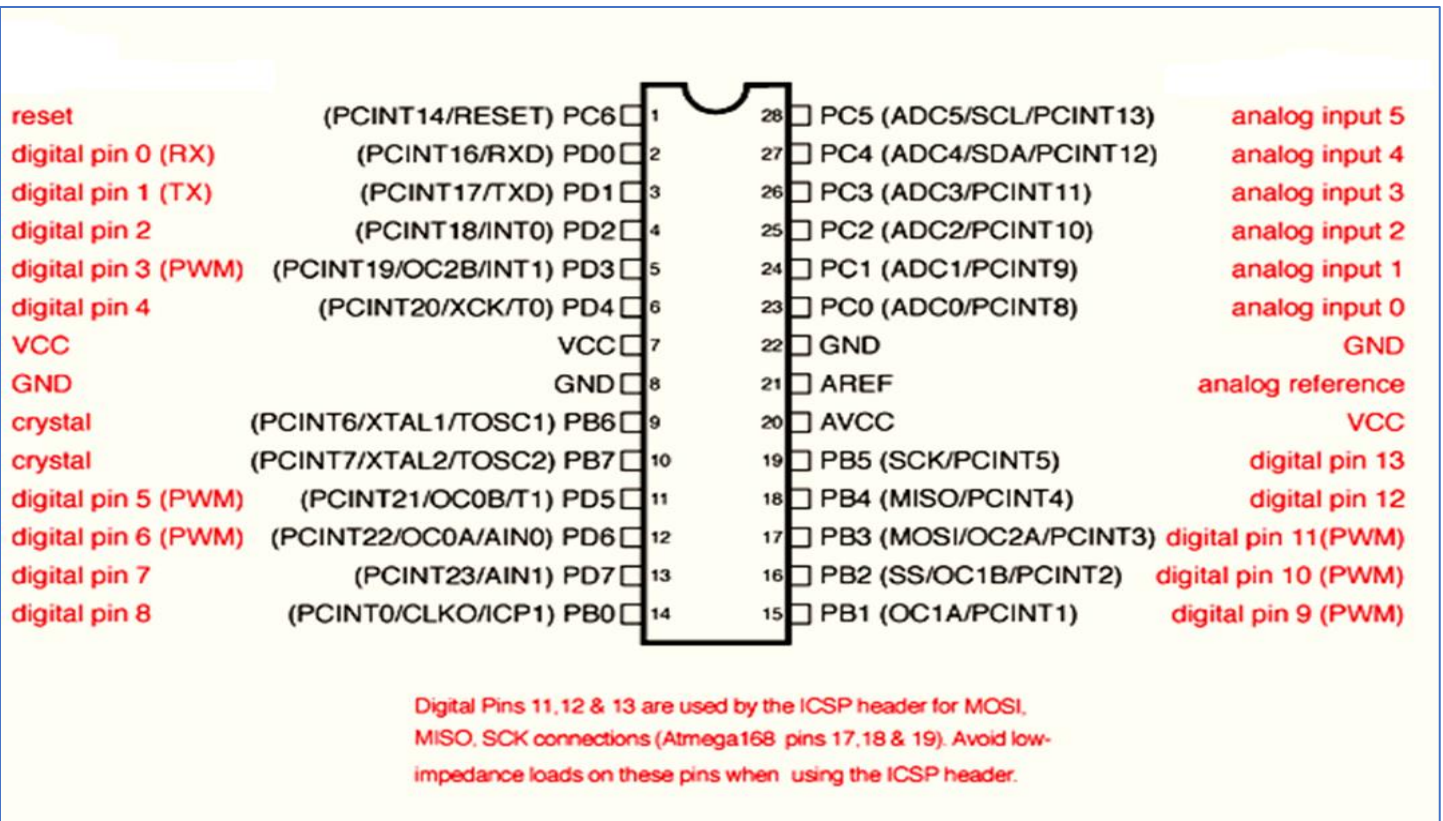 reset (PCINT14/RESET) PC6 1 28 PC5 (ADC5/SCL/PCINT13) analog input 5
digital pin 0 (RX) (PCINT16/RXD) PD0 2 27 PC4 (ADC4/SDA/PCINT12) analog input 4
digital pin 1 (TX) (PCINT17/TXD) PD1 3 26 PC3 (ADC3/PCINT11) analog input 3
digital pin 2 (PCINT18/INT0) PD2 4 25 PC2 (ADC2/PCINT10) analog input 2
digital pin 3 (PWM) (PCINT19/OC2B/INT1) PD3 5 24 PC1 (ADC1/PCINT9) analog input 1
digital pin 4 (PCINT20/XCK/T0) PD4 6 23 PC0 (ADC0/PCINT8) analog input 0
VCC VCC 7 22 GND GND
GND GND 8 21 AREF analog reference
crystal (PCINT6/XTAL1/TOSC1) PB6 9 20 AVCC VCC
crystal (PCINT7/XTAL2/TOSC2) PB7 10 19 PB5 (SCK/PCINT5) digital pin 13
digital pin 5 (PWM) (PCINT21/OC0B/T1) PD5 11 18 PB4 (MISO/PCINT4) digital pin 12
digital pin 6 (PWM) (PCINT22/OC0A/AIN0) PD6 12 17 PB3 (MOSI/OC2A/PCINT3) digital pin 11(PWM)
digital pin 7 (PCINT23/AIN1) PD7 13 16 PB2 (SS/OC1B/PCINT2) digital pin 10 (PWM)
digital pin 8 (PCINT0/CLKO/ICP1) PB0 14 15 PB1 (OC1A/PCINT1) digital pin 9 (PWM)
Digital Pins 11,12 & 13 are used by the ICSP header for MOSI,
MISO, SCK connections (Atmega168 pins 17,18 & 19). Avoid low-
impedance loads on these pins when using the ICSP header.